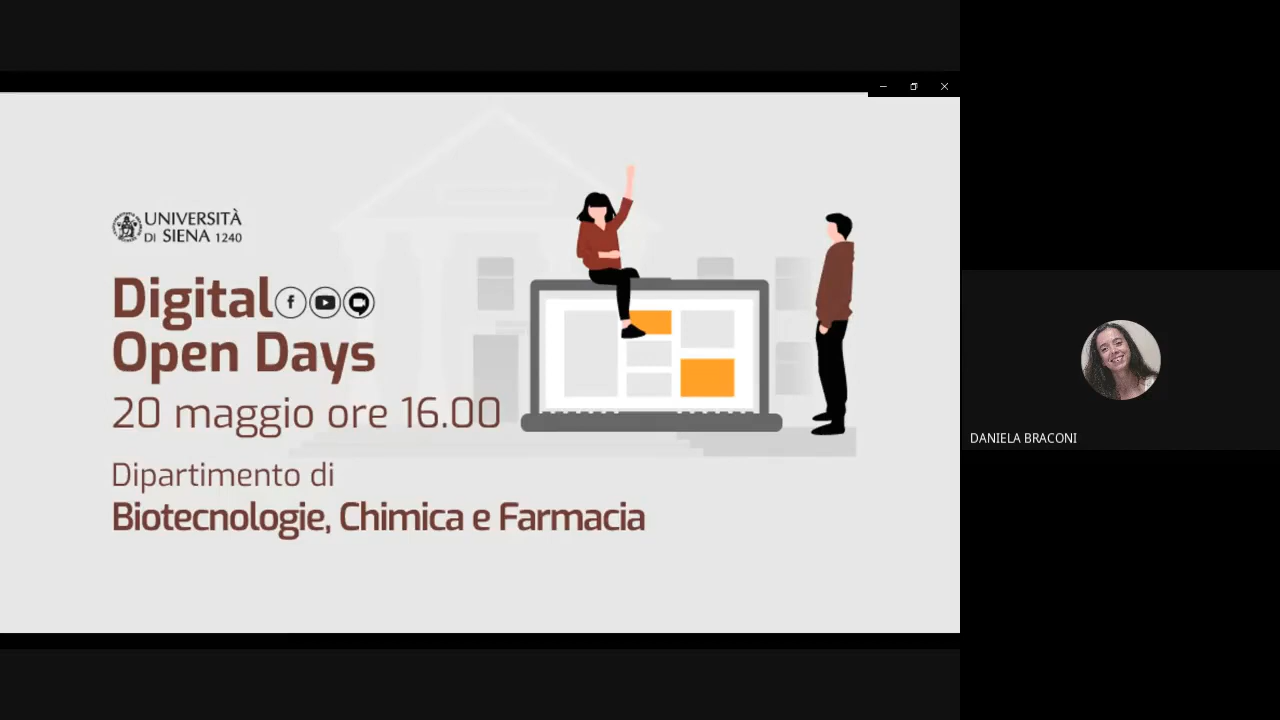 UNIVERSITÀ
DI SIENA 1240
Digital
Open Days
20 maggio ore 16.00
Dipartimento di
Biotecnologie, Chimica e Farmacia
DANIELA BRACONI